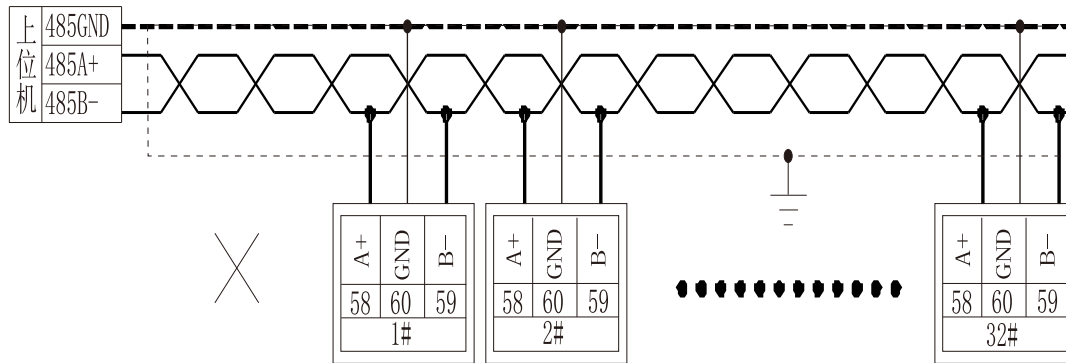 上位机
485GND
485A+
485B-
A+ GND B-
58 60 59
1#
A+ GND B-
58 60 59
2#
A+ GND B-
58 60 59
32#